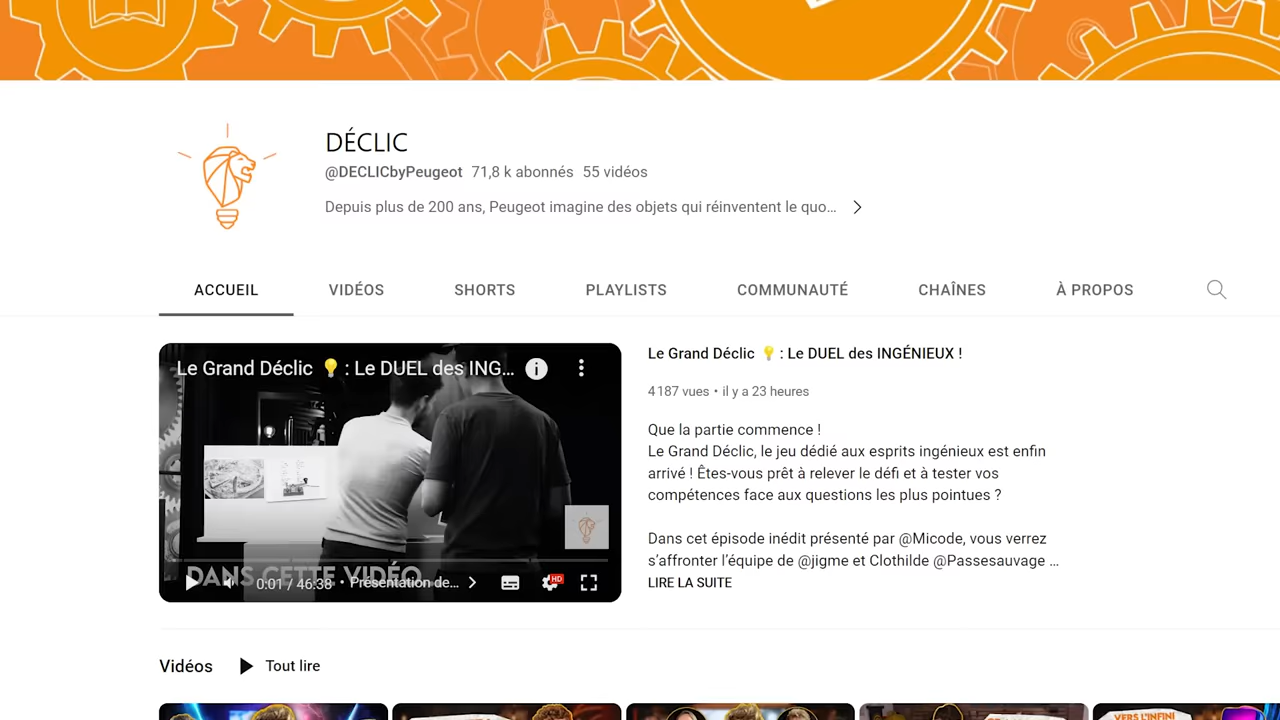 DÉCLIC
@DECLICbyPeugeot 71,8 k abonnés 55 vidéos
Depuis plus de 200 ans, Peugeot imagine des objets qui réinventent le quo...
ACCUEIL VIDÉOS SHORTS PLAYLISTS COMMUNAUTÉ CHAÎNES À PROPOS
Le Grand Déclic 💡 : Le DUEL des ING...
DANS CETTE VIDÉO
0:01 / 46:38 • Présentation de...
HD
Le Grand Déclic 💡 : Le DUEL des INGÉNIEUX !
4 187 vues • il y a 23 heures
Que la partie commence !
Le Grand Déclic, le jeu dédié aux esprits ingénieux est enfin
arrivé ! Êtes-vous prêt à relever le défi et à tester vos
compétences face aux questions les plus pointues ?
Dans cet épisode inédit présenté par @Micode, vous verrez
s’affronter l’équipe de @jigme et Clothilde @Passesauvage ...
LIRE LA SUITE
Vidéos Tout lire
VERS L'INFINI